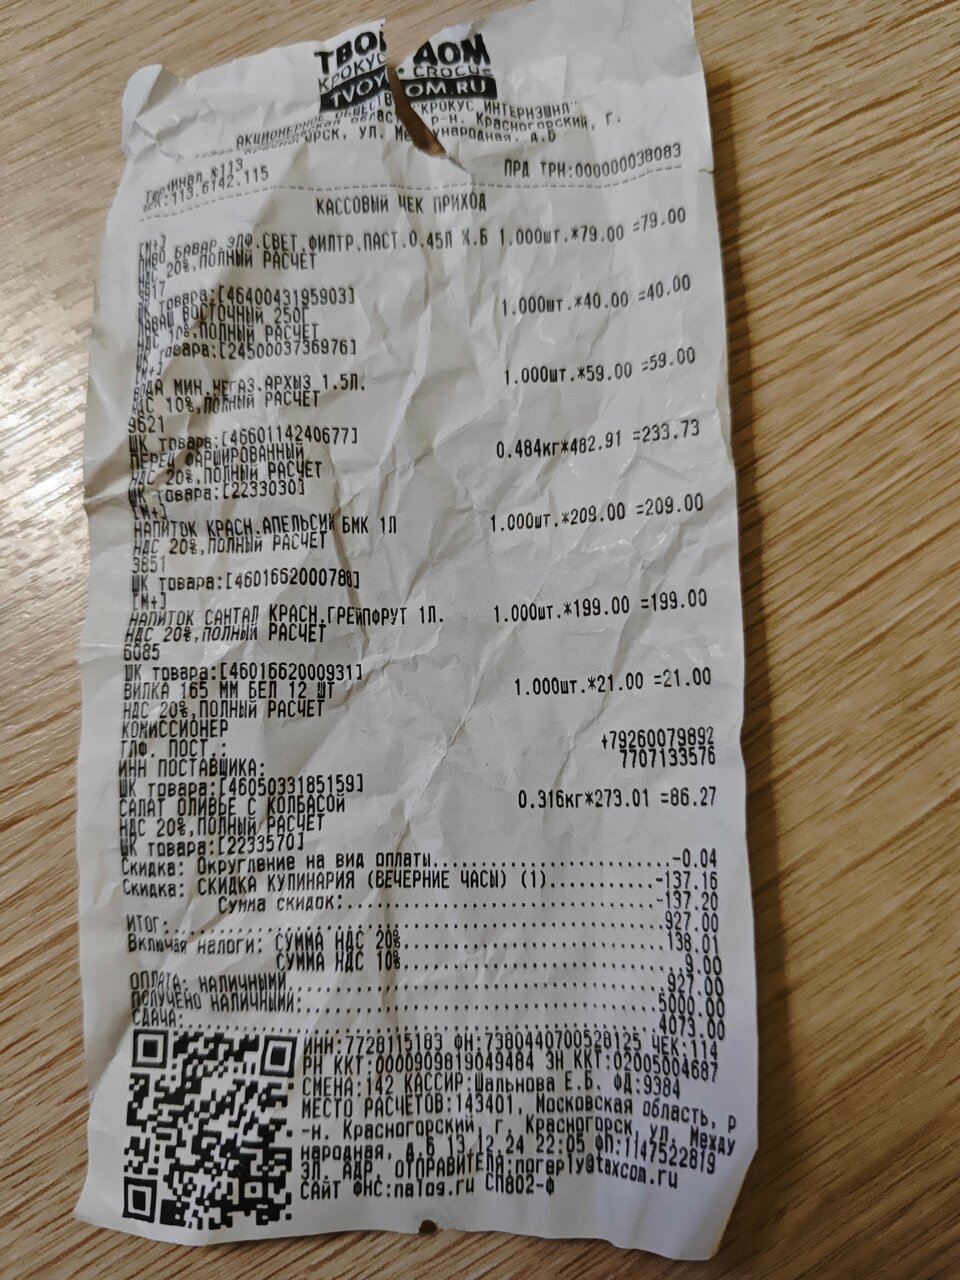 ТВОЙ ДОМ
КРОКУС CROCUS
TVOYDOM.RU
АКЦИОНЕРНОЕ ОБЩЕСТВО "КРОКУС ИНТЕРНЭШНЛ"
р-н. Красногорский, г.
Красногорск, ул. Международная, д.6
Терминал №113
:113.6142.115 ПРД ТРН:000000038083
КАССОВЫЙ ЧЕК ПРИХОД
[М+]
ПИВО БАВАР.ЭЛФ.СВЕТ.ФИЛТР.ПАСТ.0.45Л Ж.Б 1.000шт.*79.00 =79.00
НДС 20%,ПОЛНЫЙ РАСЧЕТ
3817
ШК товара:[4640043195903]
ЛАВАШ ВОСТОЧНЫЙ 250Г 1.000шт.*40.00 =40.00
НДС 10%,ПОЛНЫЙ РАСЧЕТ
ШК товара:[2450003736976]
[М+]
ВОДА МИН.НЕГАЗ.АРХЫЗ 1.5Л. 1.000шт.*59.00 =59.00
НДС 10%,ПОЛНЫЙ РАСЧЕТ
9621
ШК товара:[4660114240677]
ПЕРЕЦ ФАРШИРОВАННЫЙ 0.484кг*482.91 =233.73
НДС 20%,ПОЛНЫЙ РАСЧЕТ
ШК товара:[2233030]
[М+]
НАПИТОК КРАСН.АПЕЛЬСИН БМК 1Л 1.000шт.*209.00 =209.00
НДС 20%,ПОЛНЫЙ РАСЧЕТ
3851
ШК товара:[4601662000788]
[М+]
НАПИТОК САНТАЛ КРАСН.ГРЕЙПФРУТ 1Л. 1.000шт.*199.00 =199.00
НДС 20%,ПОЛНЫЙ РАСЧЕТ
6085
ШК товара:[4601662000931]
ВИЛКА 165 ММ БЕЛ 12 ШТ 1.000шт.*21.00 =21.00
НДС 20%,ПОЛНЫЙ РАСЧЕТ
КОМИССИОНЕР
ТЛФ. ПОСТ.: +79260079892
ИНН ПОСТАВЩИКА: 7707133576
ШК товара:[4605033185159]
САЛАТ ОЛИВЬЕ С КОЛБАСОЙ 0.316кг*273.01 =86.27
НДС 20%,ПОЛНЫЙ РАСЧЕТ
ШК товара:[2233570]
Скидка: Округление на вид оплаты...-0.04
Скидка: СКИДКА КУЛИНАРИЯ (ВЕЧЕРНИЕ ЧАСЫ) (1)...-137.16
Сумма скидок:...-137.20
ИТОГ:...927.00
Включая налоги: СУММА НДС 20%...138.01
СУММА НДС 10%...9.00
ОПЛАТА: НАЛИЧНЫМИ...927.00
ПОЛУЧЕНО НАЛИЧНЫМИ:...5000.00
СДАЧА:...4073.00
ИНН:7728115183 ФН:7380440700528125 ЧЕК:114
РН ККТ:0000909819049484 ЗН ККТ:02005004687
СМЕНА:142 КАССИР:Шальнова Е.Б. ФД:9384
МЕСТО РАСЧЕТОВ:143401, Московская область, р
-н. Красногорский, г. Красногорск, ул. Между
народная, д.6 13.12.24 22:05 ФП:1147522819
ЭЛ. АДР. ОТПРАВИТЕЛЯ:noreply@taxcom.ru
САЙТ ФНС:nalog.ru СП802-Ф